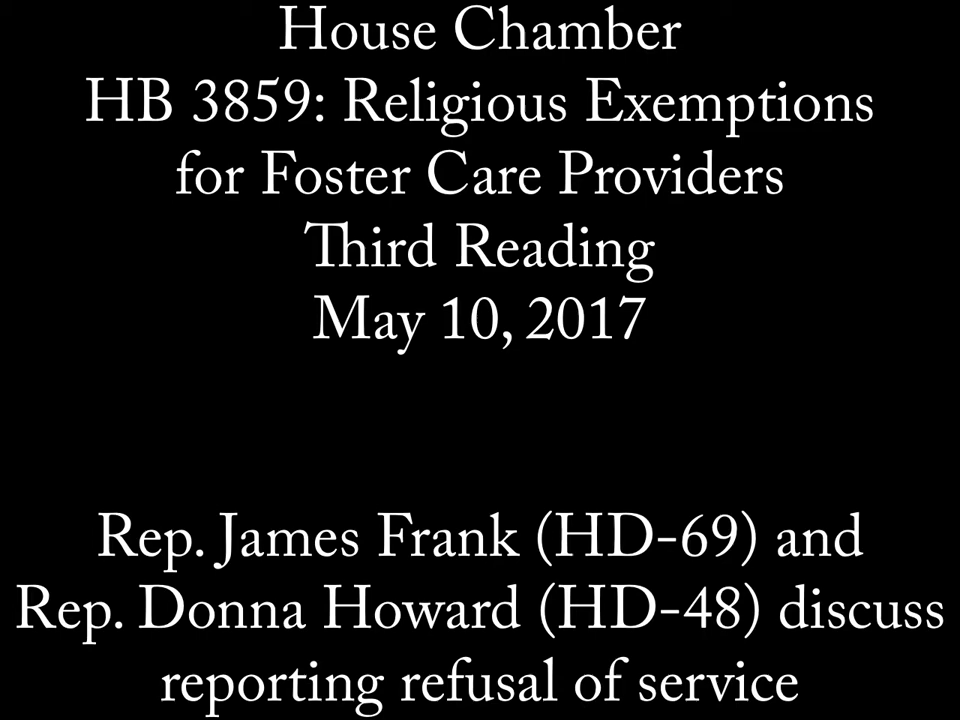 House Chamber
HB 3859: Religious Exemptions
for Foster Care Providers
Third Reading
May 10, 2017
Rep. James Frank (HD-69) and
Rep. Donna Howard (HD-48) discuss
reporting refusal of service